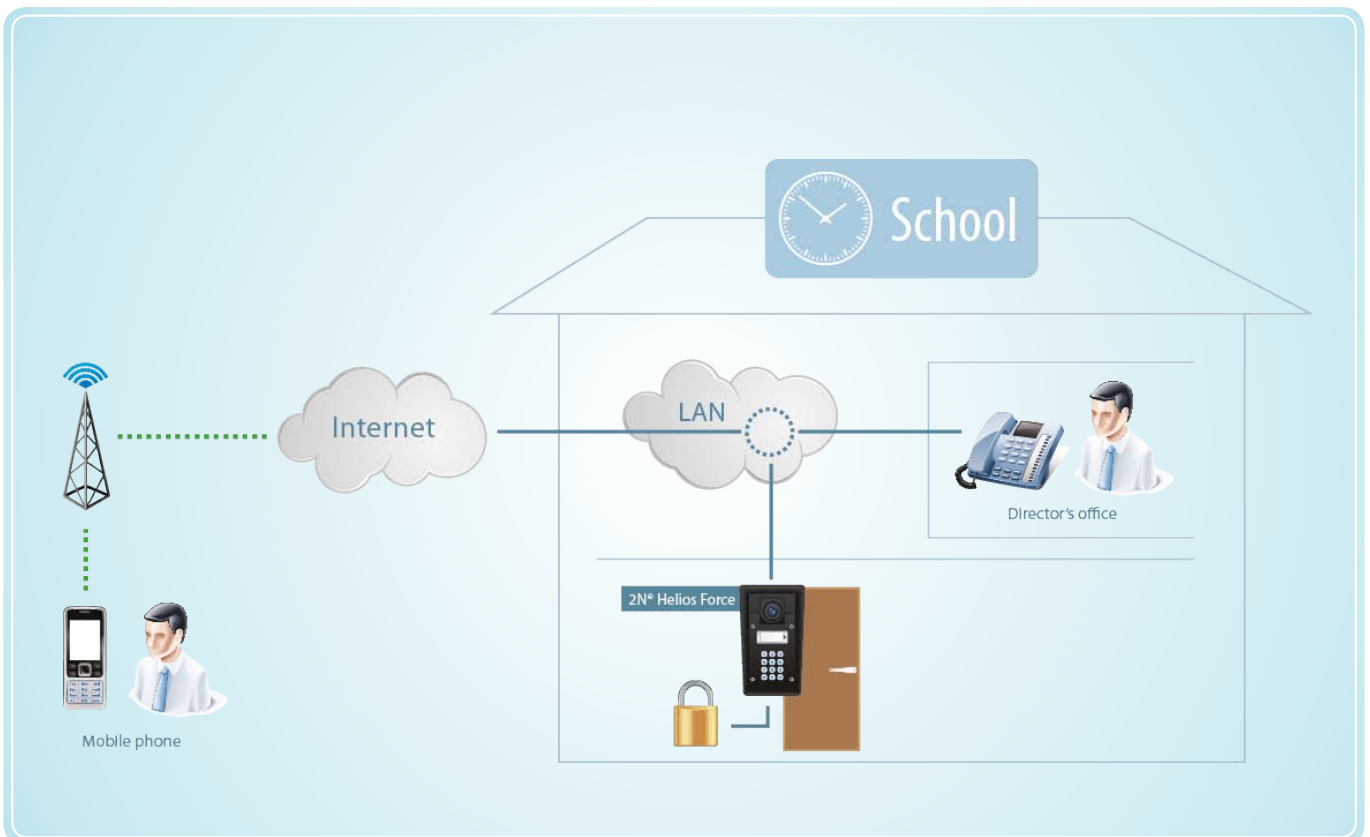 School
Internet
LAN
Director's office
2N® Helios Force
Mobile phone